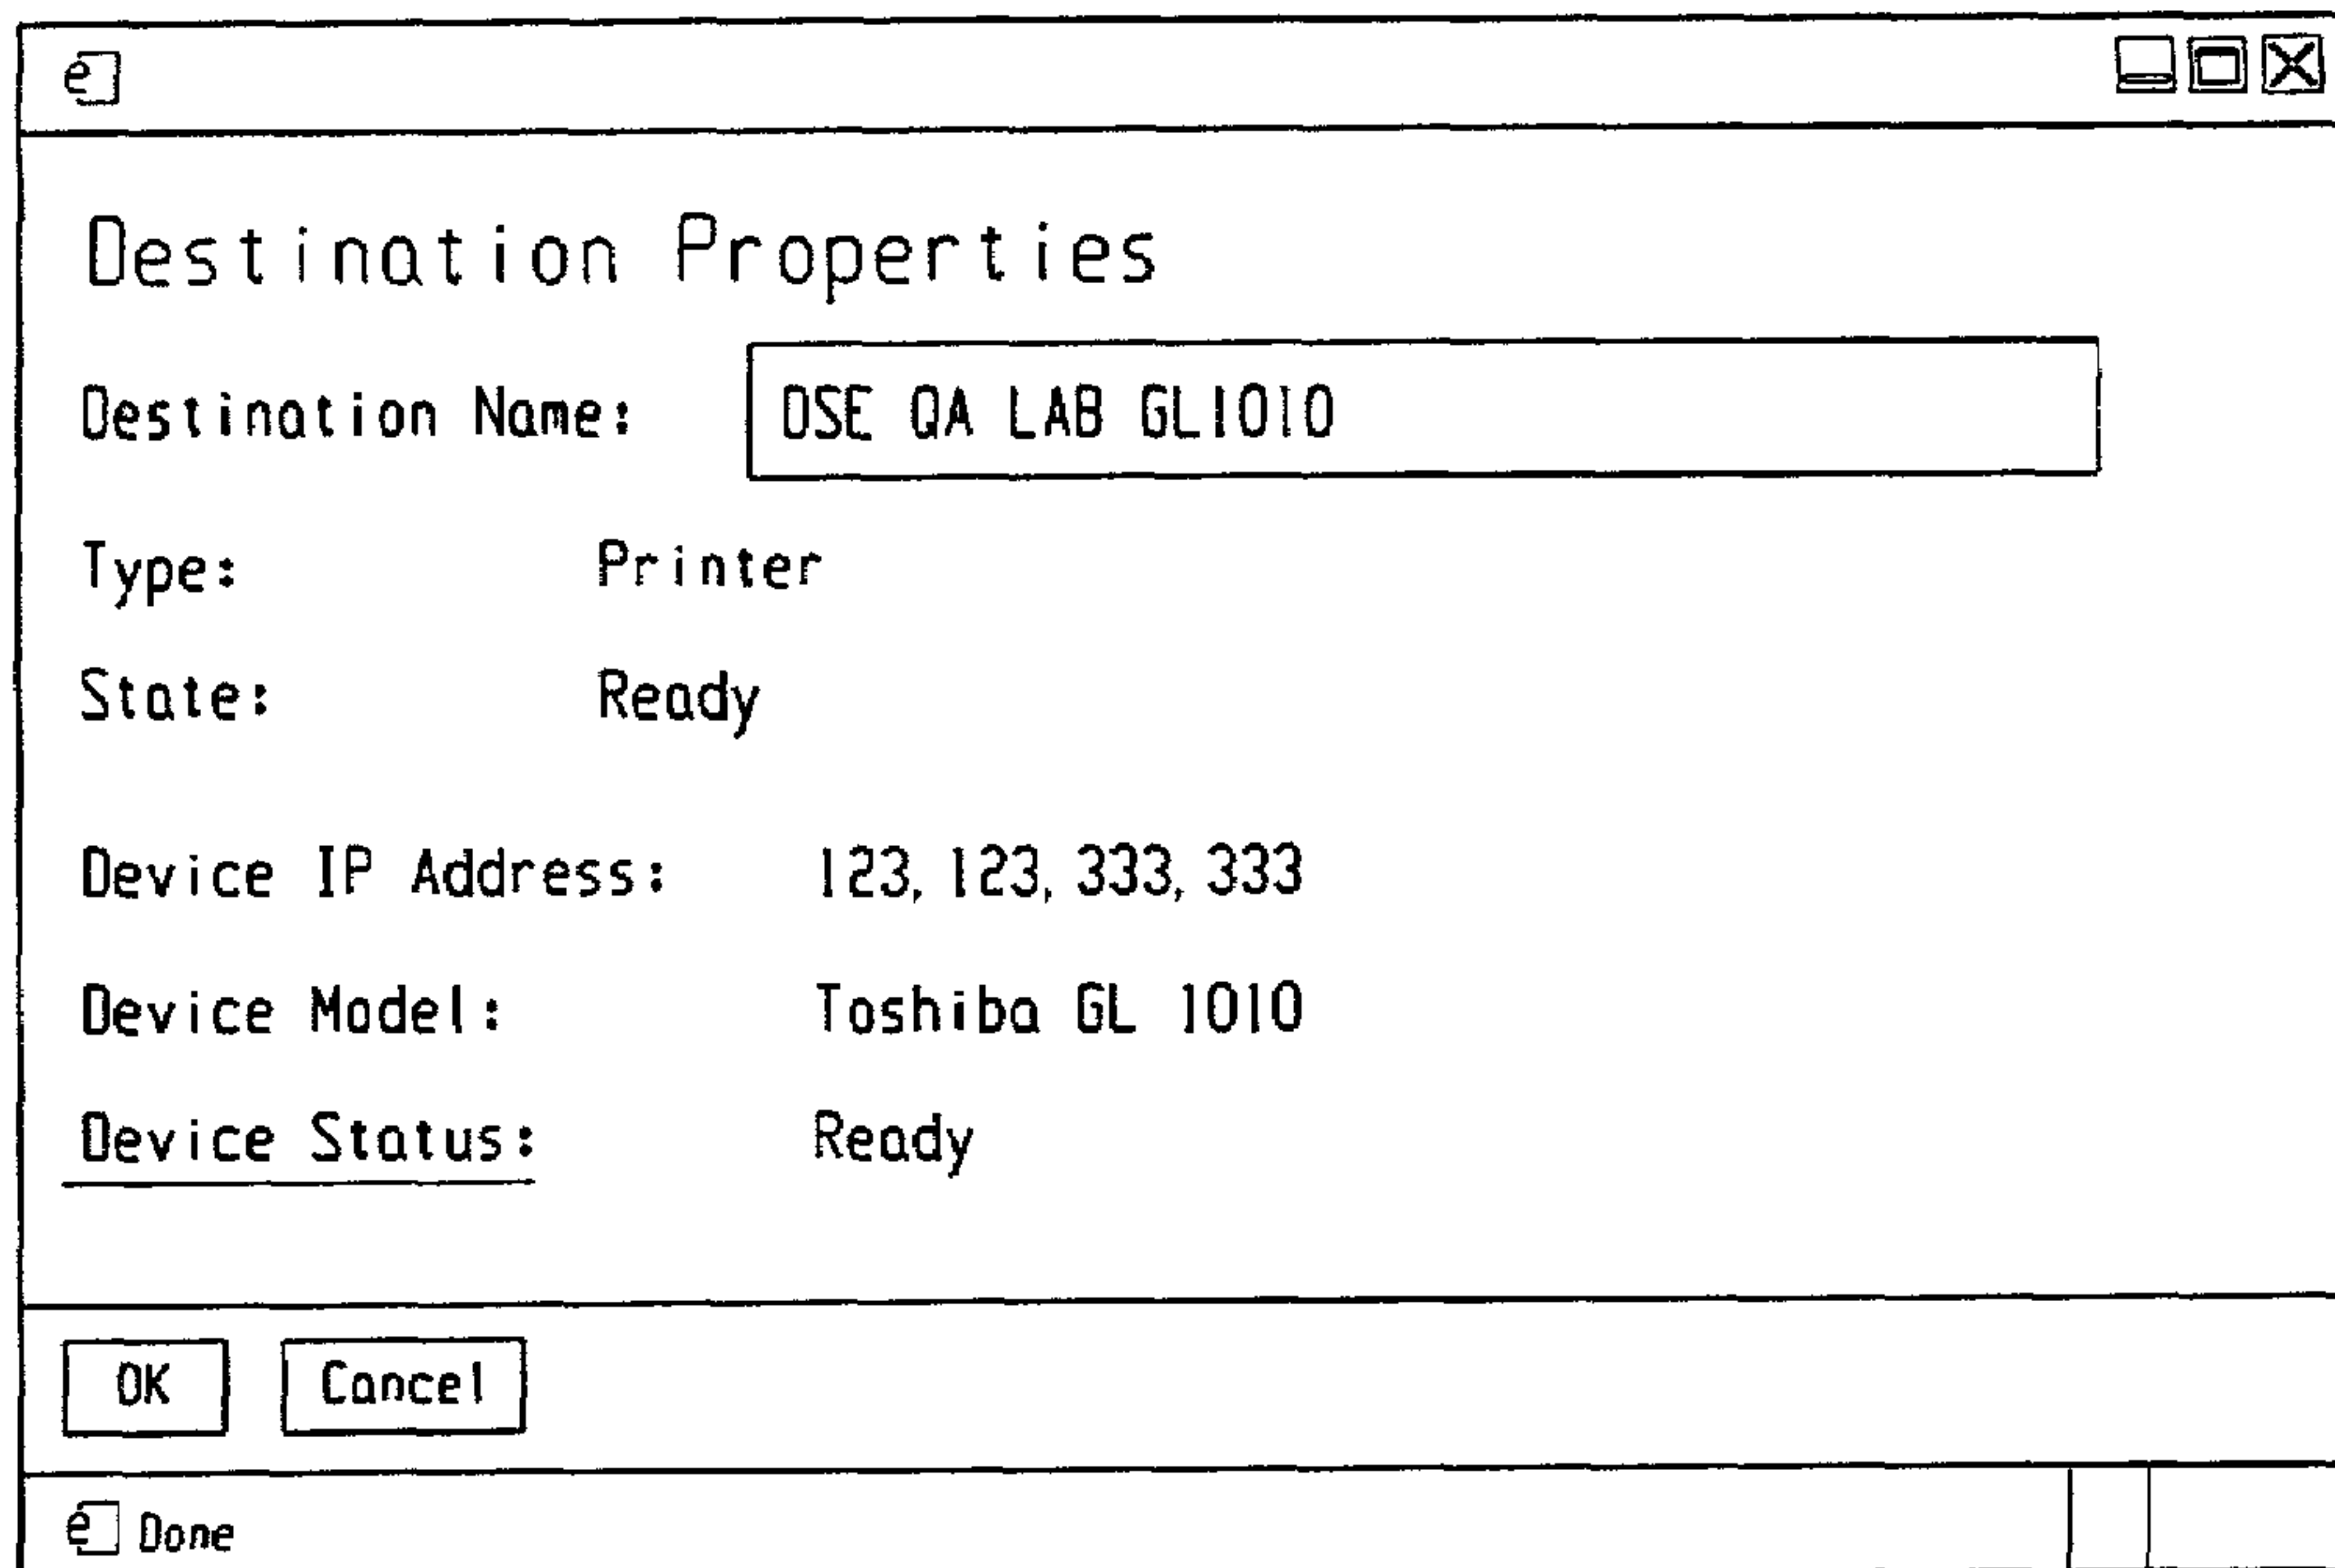 Destination Properties
Destination Name: DSE QA LAB GL1010
Type: Printer
State: Ready
Device IP Address: 123, 123, 333, 333
Device Model: Toshiba GL 1010
Device Status: Ready
OK Cancel
e Done